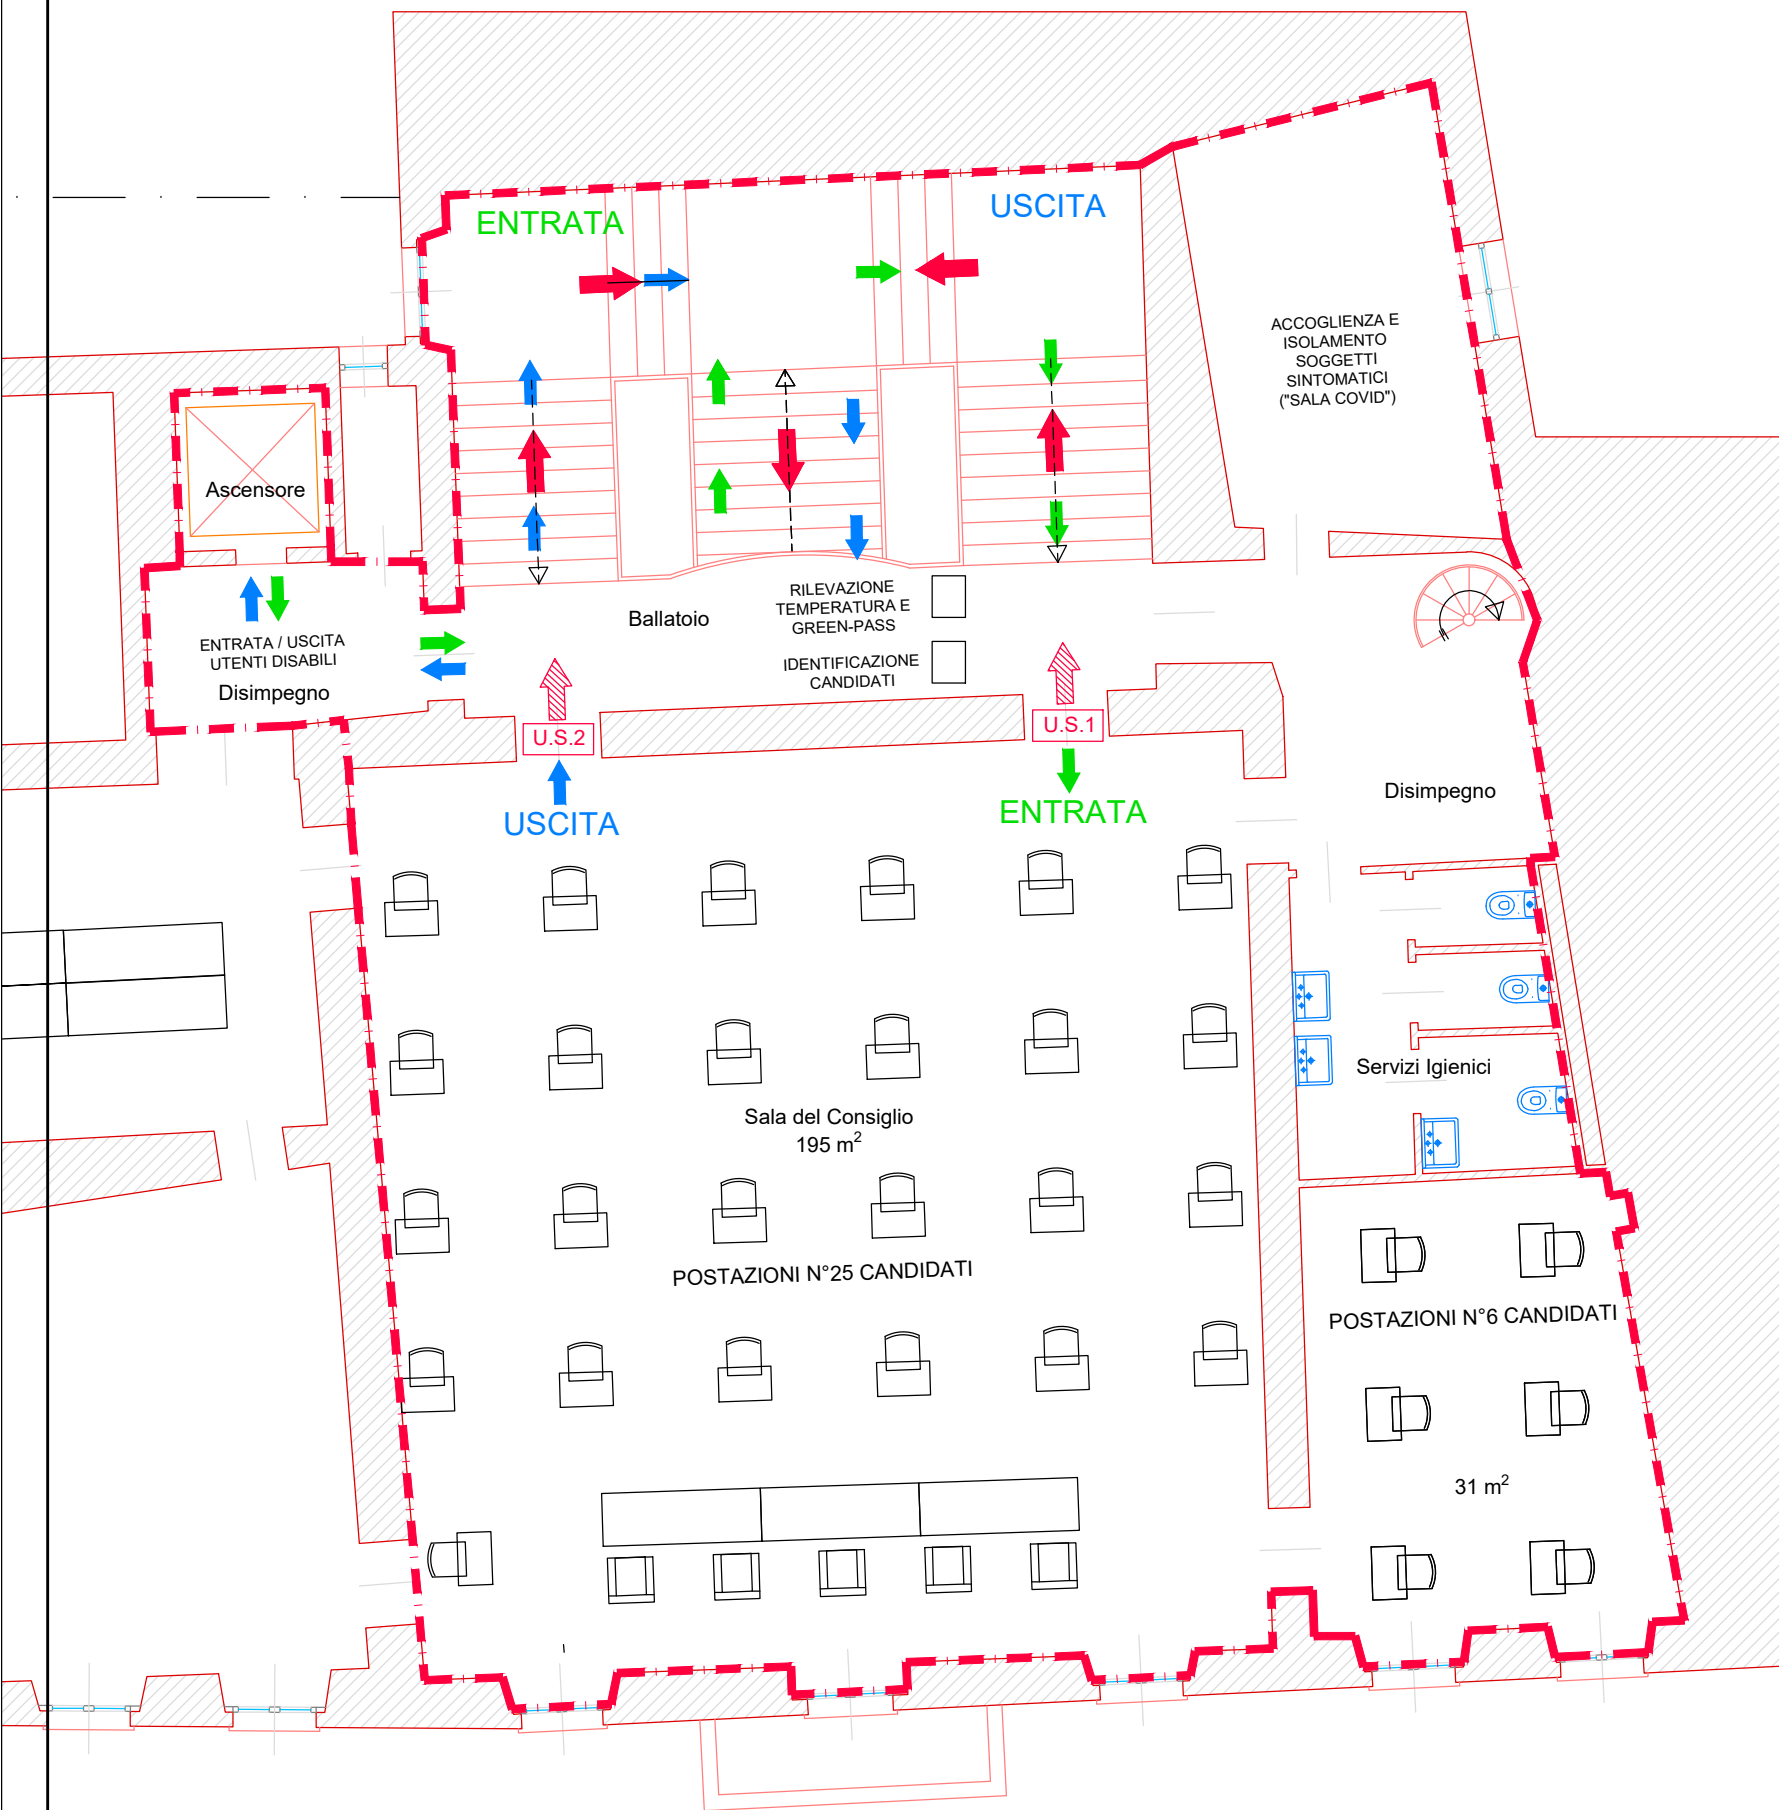 ENTRATA
USCITA
ACCOGLIENZA E
ISOLAMENTO
SOGGETTI
SINTOMATICI
("SALA COVID")
Ascensore
RILEVAZIONE
TEMPERATURA E
GREEN-PASS
Ballatoio
ENTRATA / USCITA
UTENTI DISABILI
IDENTIFICAZIONE
CANDIDATI
Disimpegno
U.S.2
U.S.1
Disimpegno
USCITA
ENTRATA
Servizi Igienici
Sala del Consiglio
195 m²
POSTAZIONI N°25 CANDIDATI
POSTAZIONI N°6 CANDIDATI
31 m²